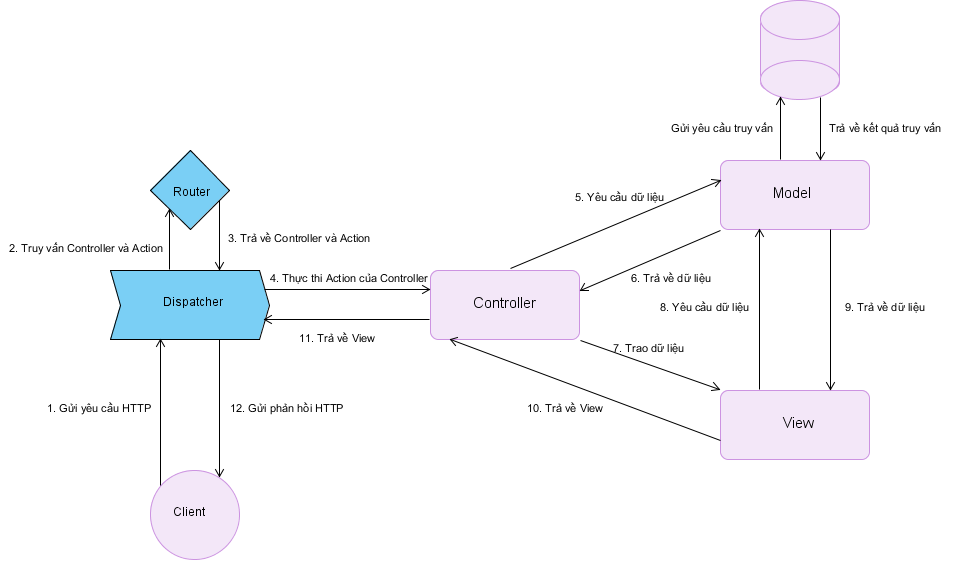 Gửi yêu cầu truy vấn
Trả về kết quả truy vấn
Router
Model
5. Yêu cầu dữ liệu
2. Truy vấn Controller và Action
3. Trả về Controller và Action
4. Thực thi Action của Controller
6. Trả về dữ liệu
Dispatcher
Controller
8. Yêu cầu dữ liệu
9. Trả về dữ liệu
11. Trả về View
7. Trao dữ liệu
1. Gửi yêu cầu HTTP
12. Gửi phản hồi HTTP
10. Trả về View
View
Client